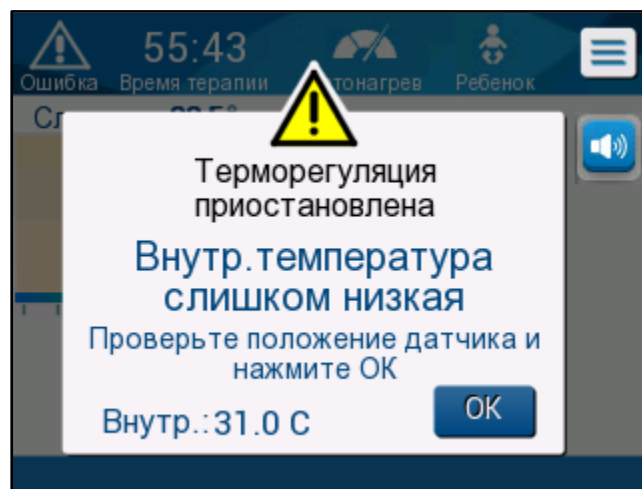 55:43
Ошибка
Время терапии
тонагрев
Ребенок
Терморегуляция
приостановлена
Внутр.температура
слишком низкая
Проверьте положение датчика и
нажмите ОК
Внутр.: 31.0 C
ОК